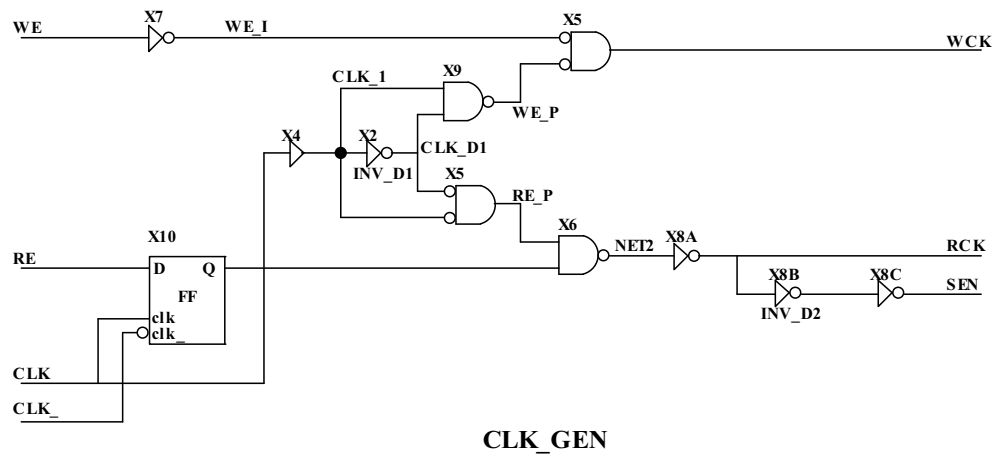 X7
X5
WE
WE_I
WCK
X9
CLK_1
WE_P
X4
X2
CLK_D1
INV_D1
X5
RE_P
X6
X10
NET2
X8A
RE
RCK
D
Q
X8B
X8C
SEN
FF
INV_D2
clk
clk_
CLK
CLK_
CLK_GEN